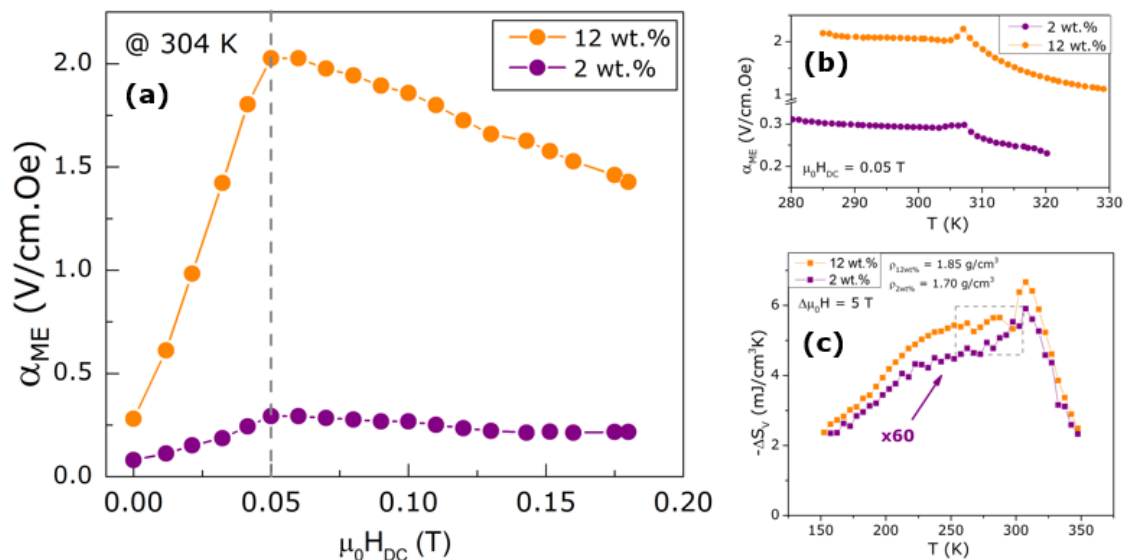 @ 304 K
12 wt.%
2 wt.%
(a)
2.0
1.5
1.0
0.5
0.0
αME (V/cm.Oe)
0.00 0.05 0.10 0.15 0.20
μ0HDC (T)
2 wt.%
12 wt.%
(b)
2
1
0.3
0.2
αME (V/cm.Oe)
μ0HDC = 0.05 T
280 290 300 310 320 330
T (K)
12 wt.%
2 wt.%
ρ12wt% = 1.85 g/cm³
ρ2wt% = 1.70 g/cm³
Δμ0H = 5 T
(c)
6
4
2
0
-ΔSV (mJ/cm³K)
x60
150 200 250 300 350
T (K)